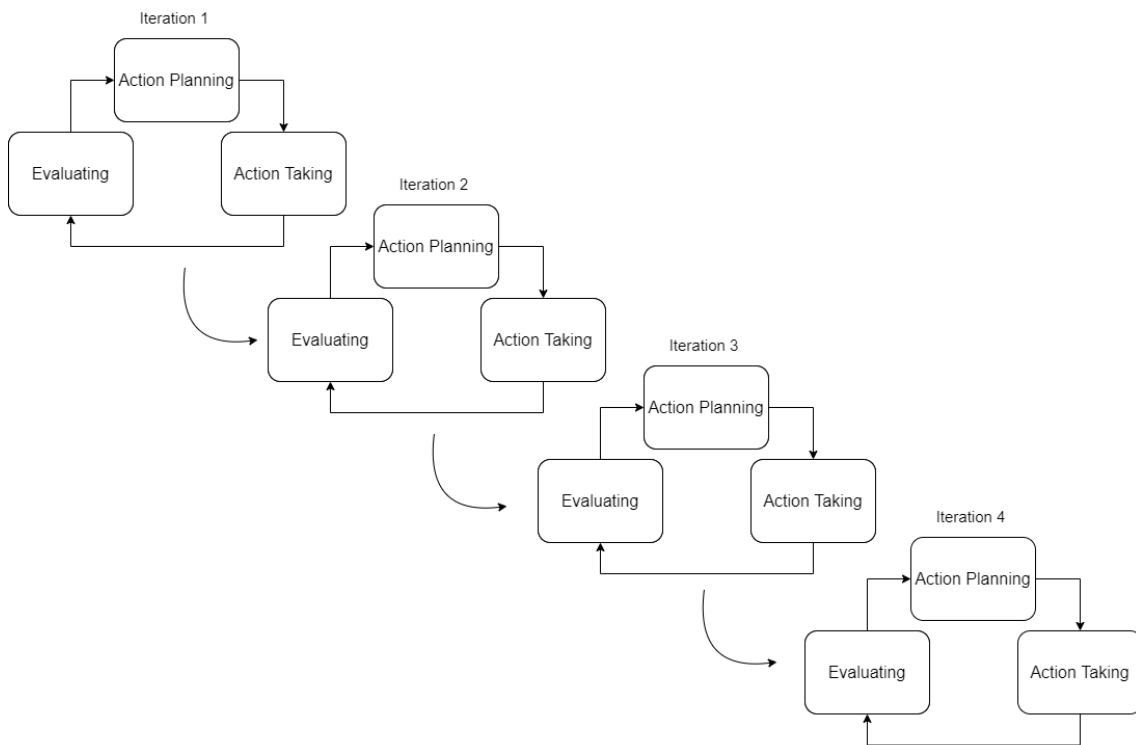 Iteration 1
Action Planning
Evaluating
Action Taking
Iteration 2
Action Planning
Evaluating
Action Taking
Iteration 3
Action Planning
Evaluating
Action Taking
Iteration 4
Action Planning
Evaluating
Action Taking